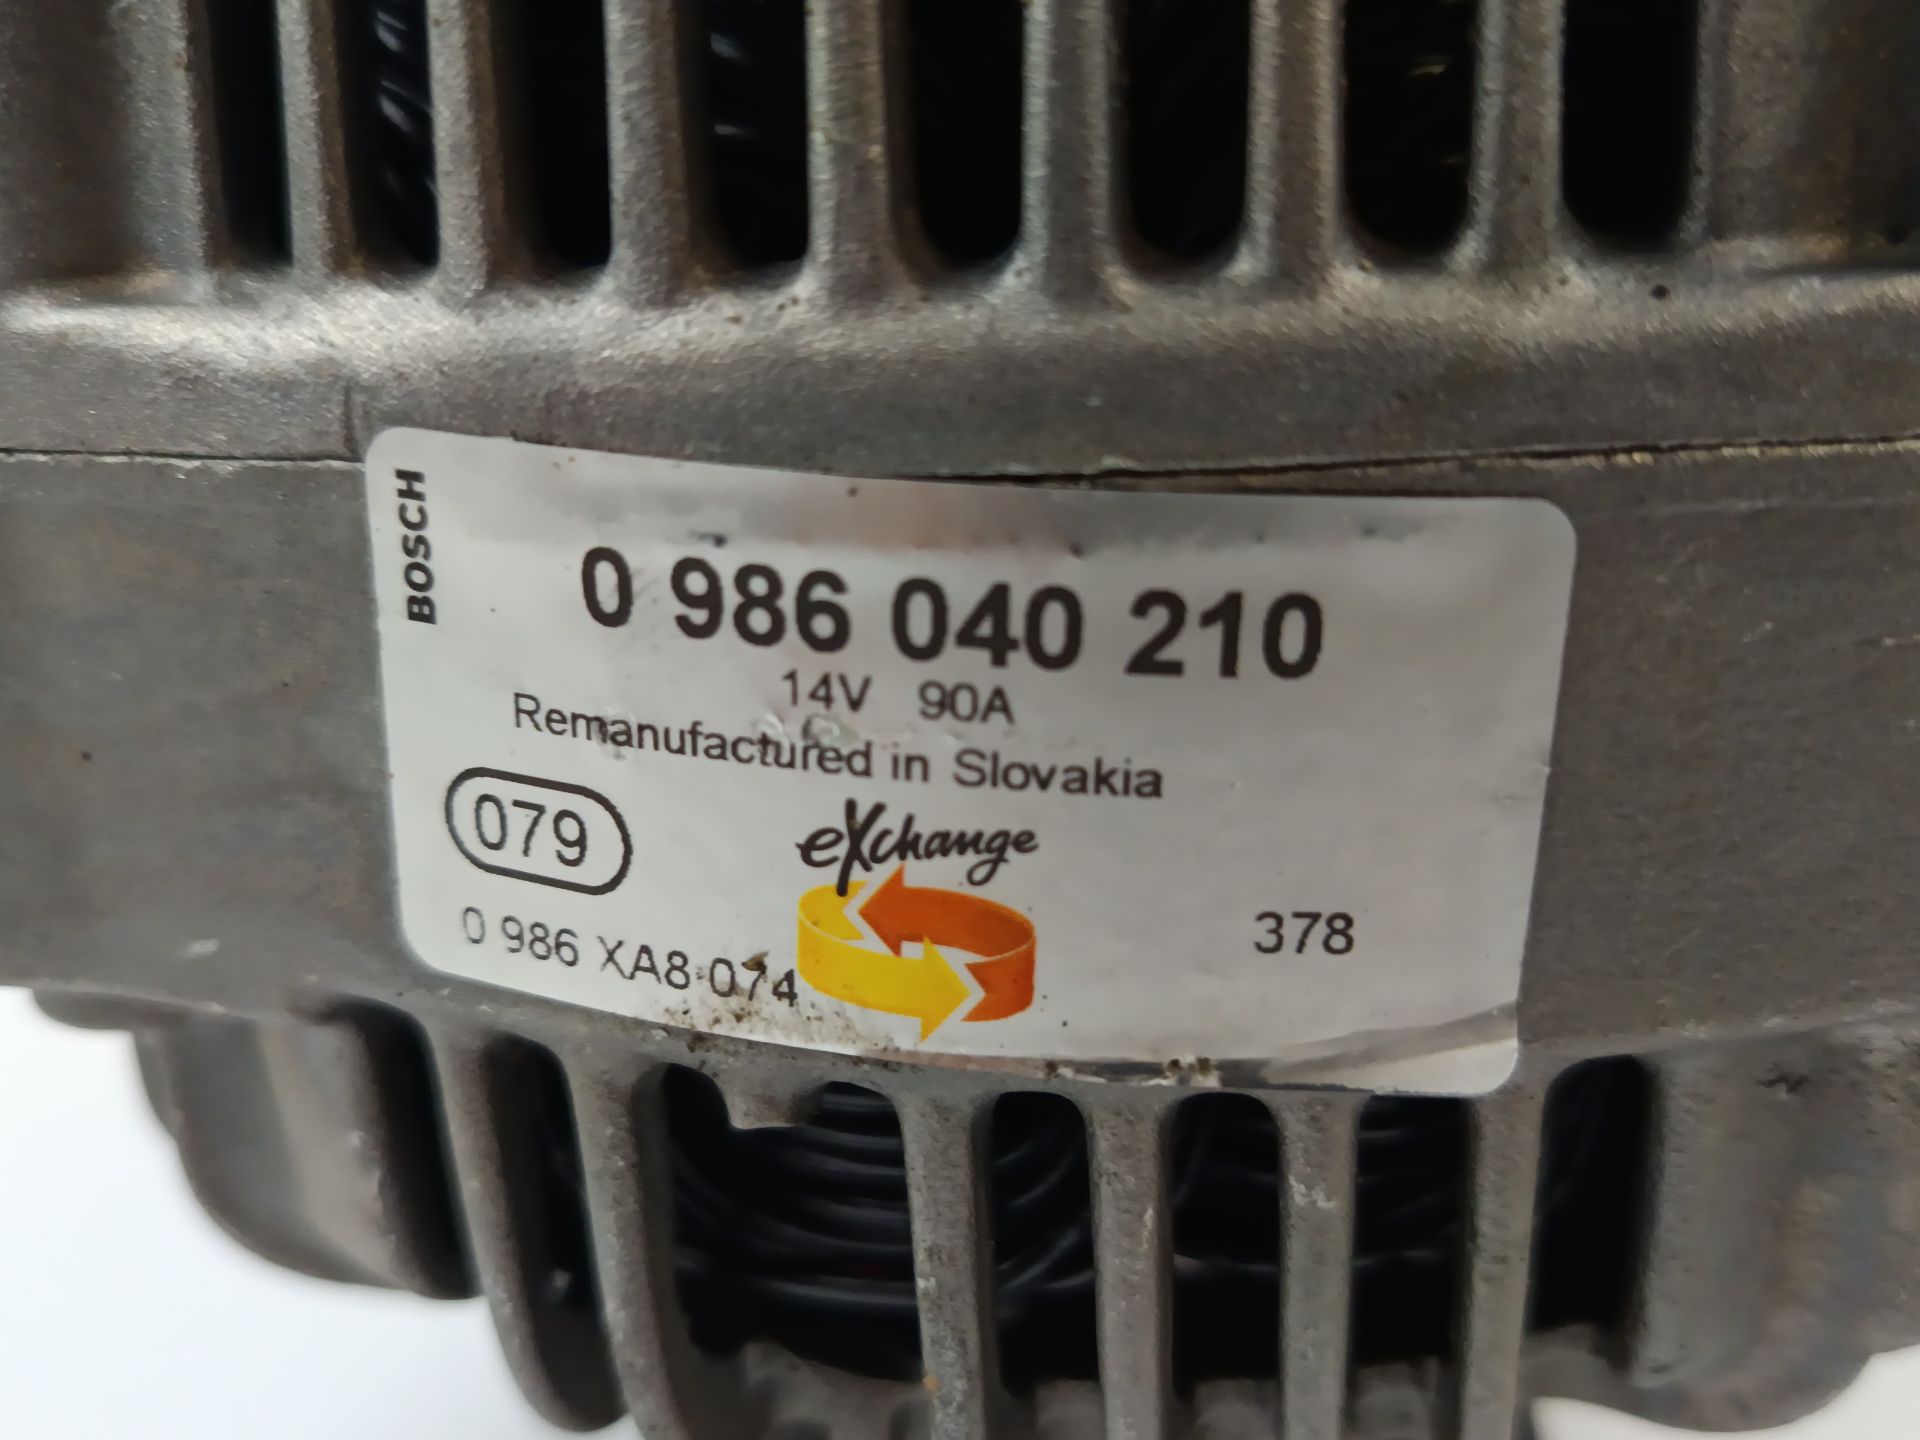 BOSCH
0 986 040 210
14V 90A
Remanufactured in Slovakia
079
eXchange
378
0 986 XA8 074